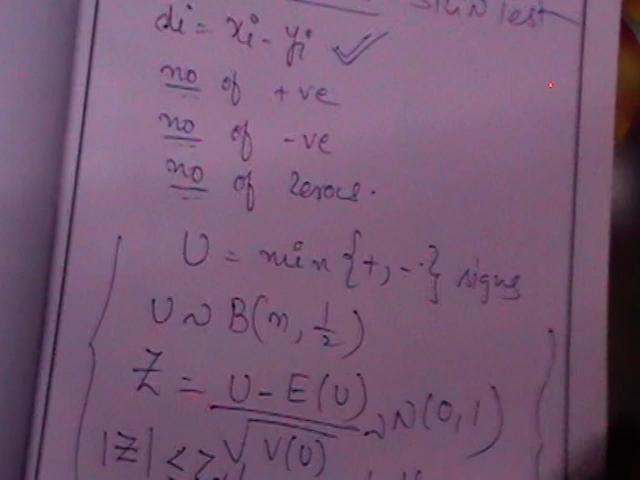 SIGN Test
di = xi - yi ✓
no of +ve
no of -ve
no of zeroes.
U = min {+, -} signs
U ~ B(n, 1/2)
Z = U - E(U) / √V(U) ~ N(0, 1)
|Z| < Z